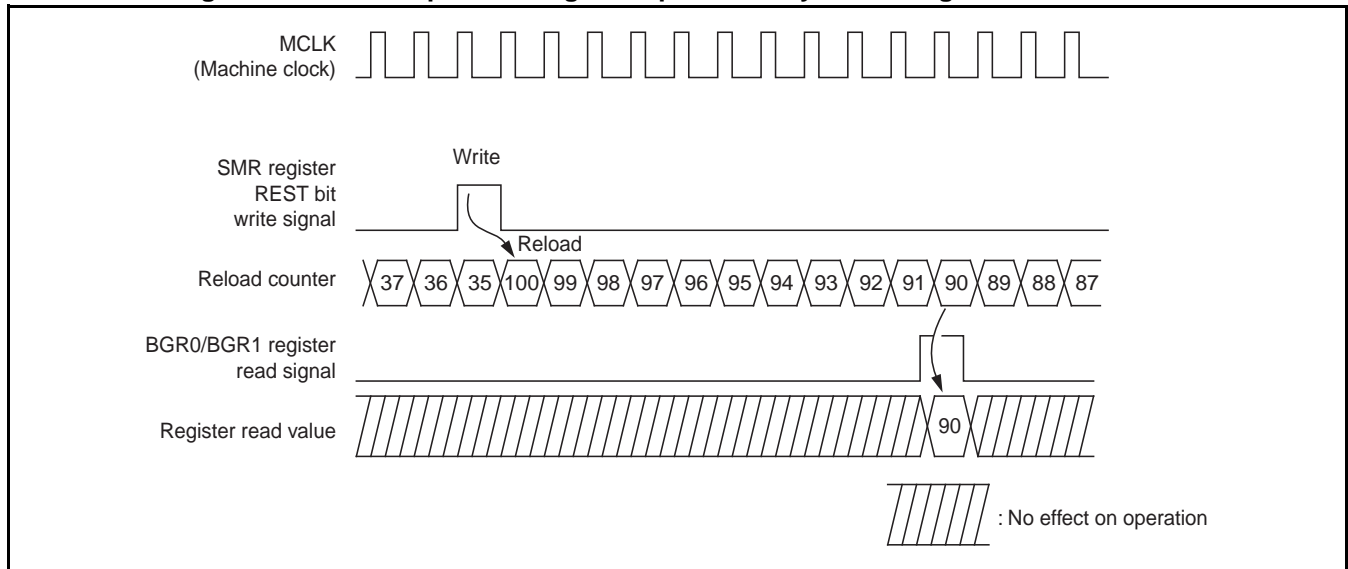 MCLK
(Machine clock)
Write
SMR register
REST bit
write signal
Reload
Reload counter
37 36 35 100 99 98 97 96 95 94 93 92 91 90 89 88 87
BGR0/BGR1 register
read signal
Register read value
90
: No effect on operation